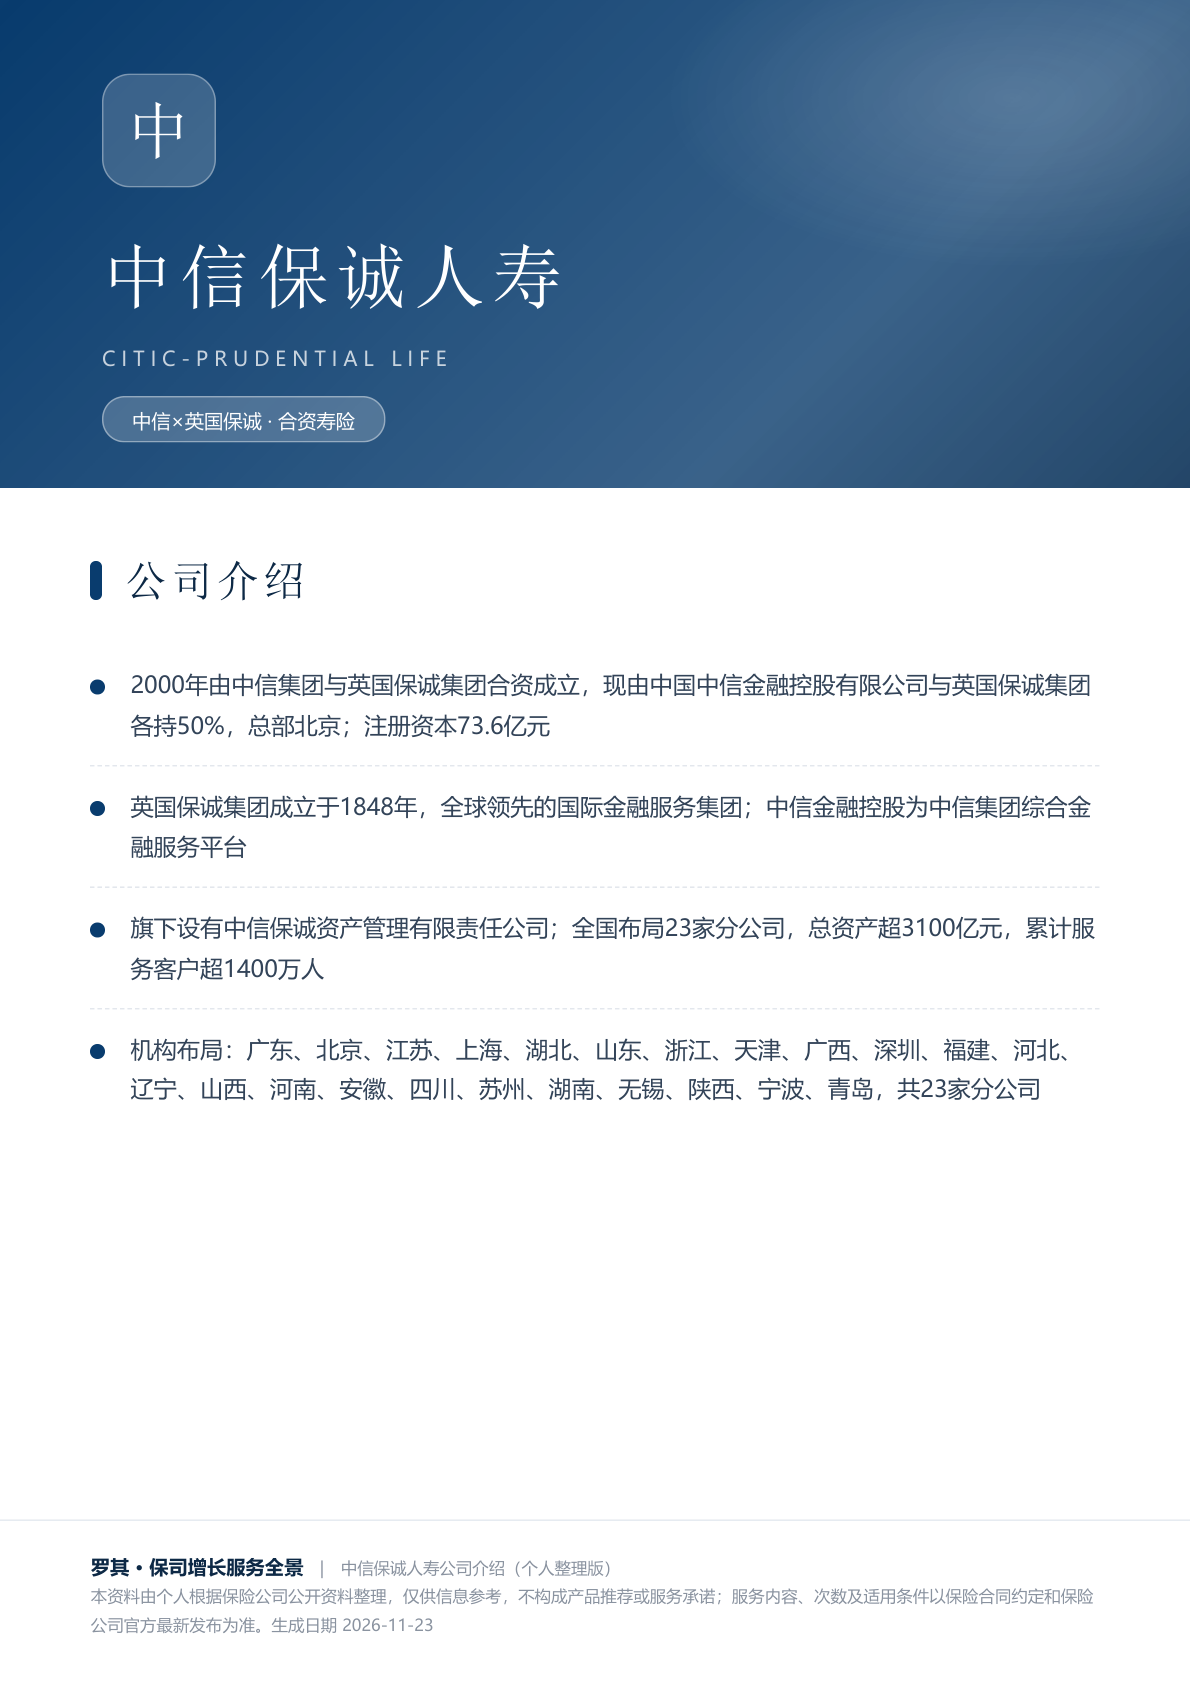 中
中信保诚人寿
CITIC-PRUDENTIAL LIFE
中信×英国保诚 · 合资寿险
公司介绍
2000年由中信集团与英国保诚集团合资成立，现由中国中信金融控股有限公司与英国保诚集团
各持50%，总部北京；注册资本73.6亿元
英国保诚集团成立于1848年，全球领先的国际金融服务集团；中信金融控股为中信集团综合金
融服务平台
旗下设有中信保诚资产管理有限责任公司；全国布局23家分公司，总资产超3100亿元，累计服
务客户超1400万人
机构布局：广东、北京、江苏、上海、湖北、山东、浙江、天津、广西、深圳、福建、河北、
辽宁、山西、河南、安徽、四川、苏州、湖南、无锡、陕西、宁波、青岛，共23家分公司
罗其 • 保司增长服务全景 | 中信保诚人寿公司介绍（个人整理版）
本资料由个人根据保险公司公开资料整理，仅供信息参考，不构成产品推荐或服务承诺；服务内容、次数及适用条件以保险合同约定和保险
公司官方最新发布为准。生成日期 2026-11-23